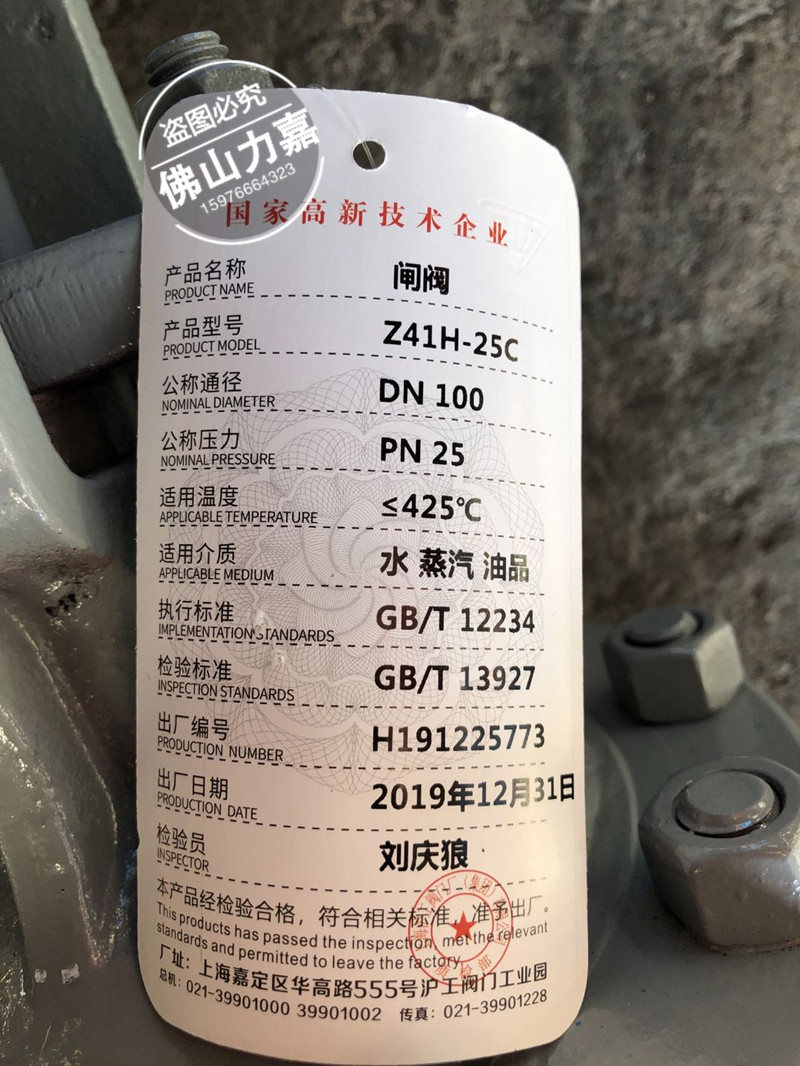 盗图必究
佛山力嘉
15976664323
国家高新技术企业
产品名称 闸阀
PRODUCT NAME
产品型号 Z41H-25C
PRODUCT MODEL
公称通径 DN 100
NOMINAL DIAMETER
公称压力 PN 25
NOMINAL PRESSURE
适用温度 ≤425℃
APPLICABLE TEMPERATURE
适用介质 水 蒸汽 油品
APPLICABLE MEDIUM
执行标准 GB/T 12234
IMPLEMENTATION STANDARDS
检验标准 GB/T 13927
INSPECTION STANDARDS
出厂编号 H191225773
PRODUCTION NUMBER
出厂日期 2019年12月31日
PRODUCTION DATE
检验员 刘庆狼
INSPECTOR
本产品经检验合格，符合相关标准，准予出厂。
This products has passed the inspection, met the relevant
standards and permitted to leave the factory.
厂址：上海嘉定区华高路555号沪工阀门工业园
总机：021-39901000 39901002 传真：021-39901228